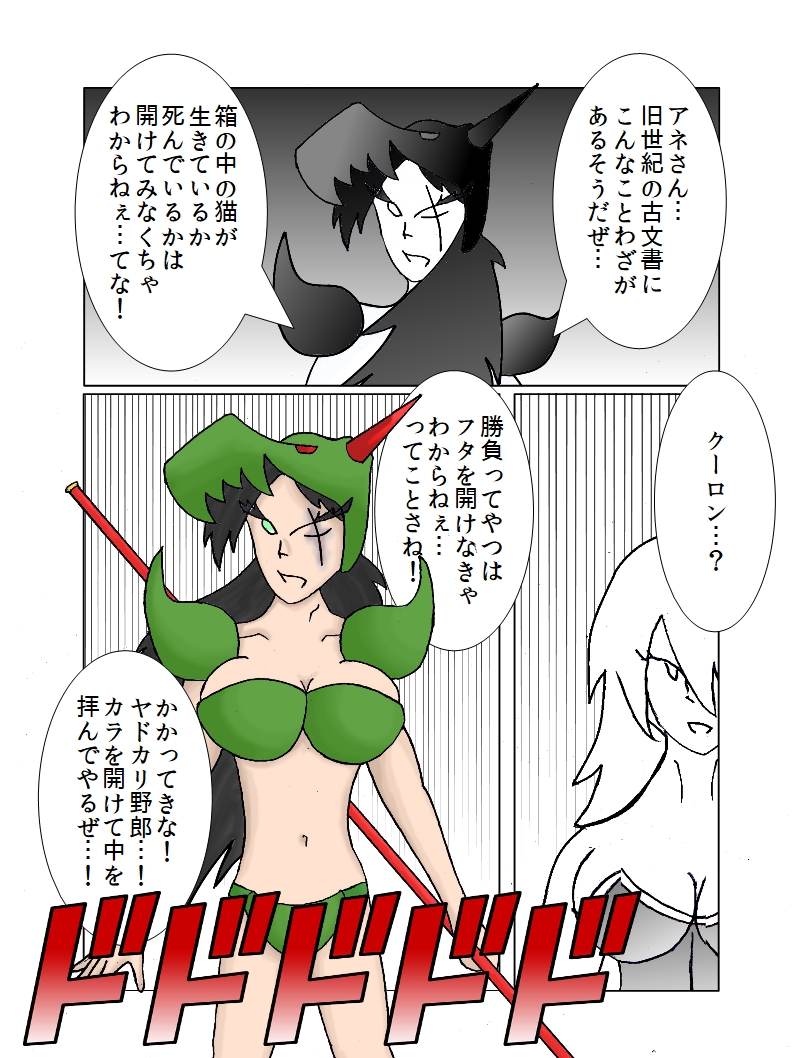 アネさん…
旧世紀の古文書に
こんなことわざが
あるそうだぜ…
箱の中の猫が
生きているか
死んでいるかは
開けてみなくちゃ
わからねぇ…てな！
クーロン…？
勝負ってやつは
フタを開けなきゃ
わからねぇ…
ってことさね！
かかってきな！
ヤドカリ野郎…！
カラを開けて中を
拝んでやるぜ…！
ドドドドド